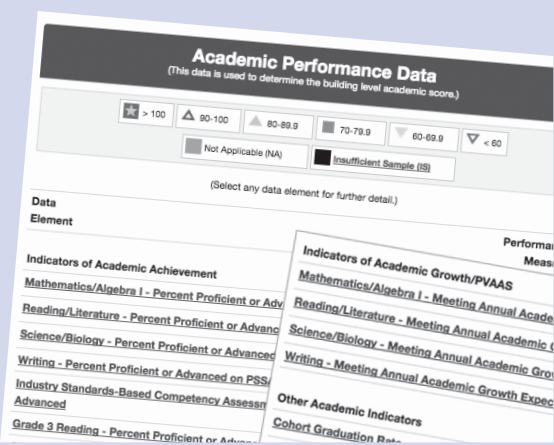 Academic Performance Data
(This data is used to determine the building level academic score.)
> 100
90-100
80-89.9
70-79.9
60-69.9
< 60
Not Applicable (NA)
Insufficient Sample (IS)
(Select any data element for further detail.)
Data
Element
Indicators of Academic Achievement
Mathematics/Algebra I - Percent Proficient or Adv
Reading/Literature - Percent Proficient or Advanc
Science/Biology - Percent Proficient or Advanced
Writing - Percent Proficient or Advanced on PSSA
Industry Standards-Based Competency Assessm
Advanced
Grade 3 Reading - Percent Proficient or Advan
Performan
Meas
Indicators of Academic Growth/PVAAS
Mathematics/Algebra I - Meeting Annual Acade
Reading/Literature - Meeting Annual Academic G
Science/Biology - Meeting Annual Academic Gro
Writing - Meeting Annual Academic Growth Expec
Other Academic Indicators
Cohort Graduation Rate